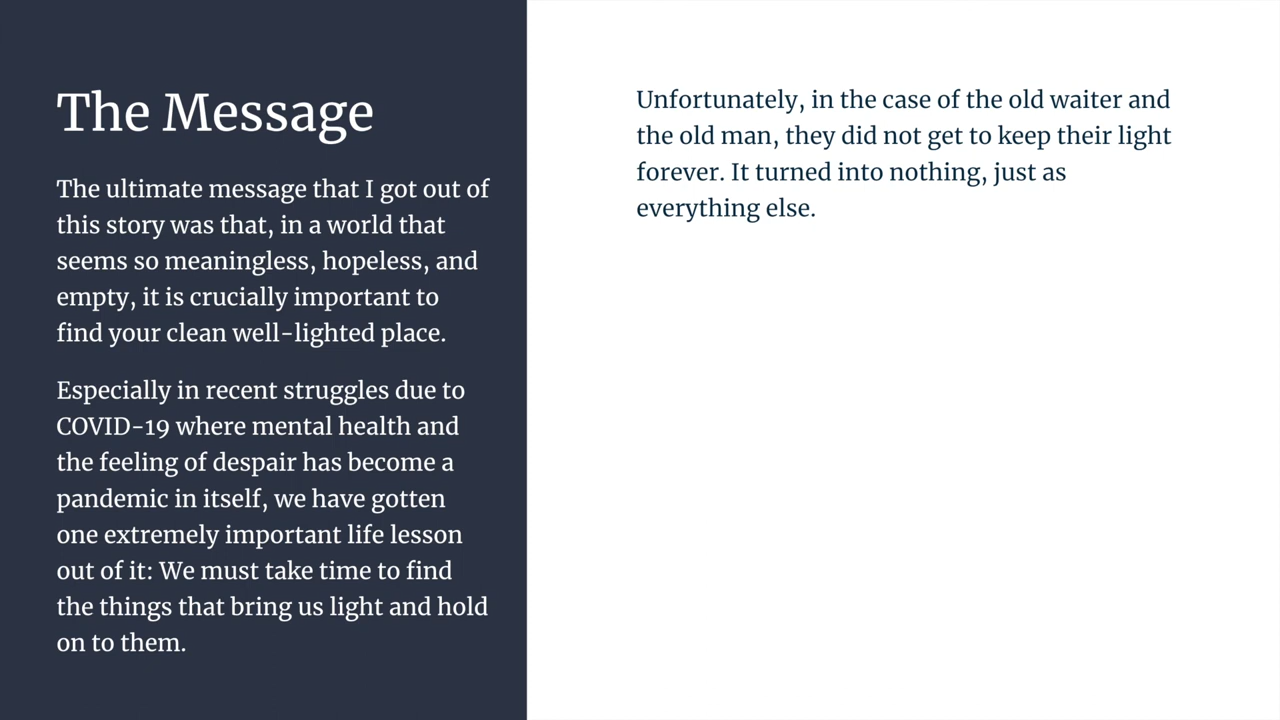 The Message
The ultimate message that I got out of
this story was that, in a world that
seems so meaningless, hopeless, and
empty, it is crucially important to
find your clean well-lighted place.
Especially in recent struggles due to
COVID-19 where mental health and
the feeling of despair has become a
pandemic in itself, we have gotten
one extremely important life lesson
out of it: We must take time to find
the things that bring us light and hold
on to them.
Unfortunately, in the case of the old waiter and
the old man, they did not get to keep their light
forever. It turned into nothing, just as
everything else.